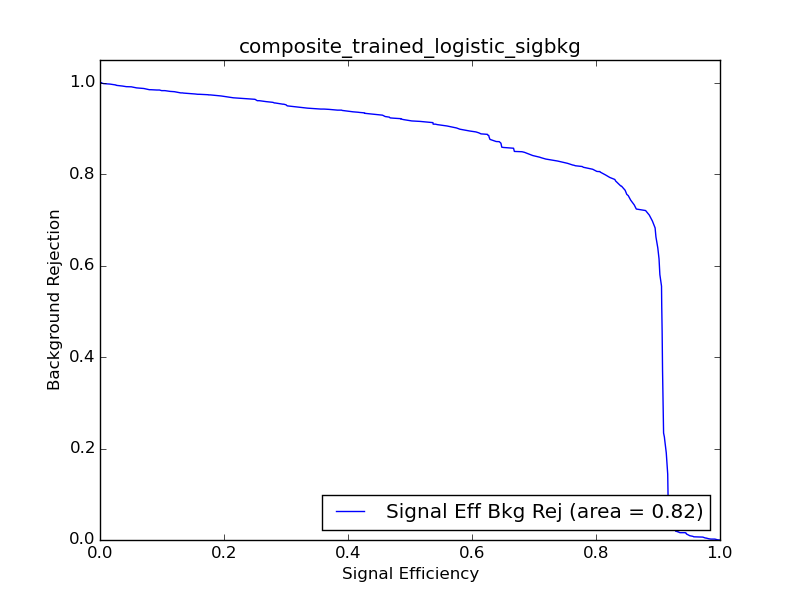 composite_trained_logistic_sigbkg
1.0
0.8
0.6
0.4
0.2
0.0
Background Rejection
Signal Eff Bkg Rej (area = 0.82)
0.0 0.2 0.4 0.6 0.8 1.0
Signal Efficiency